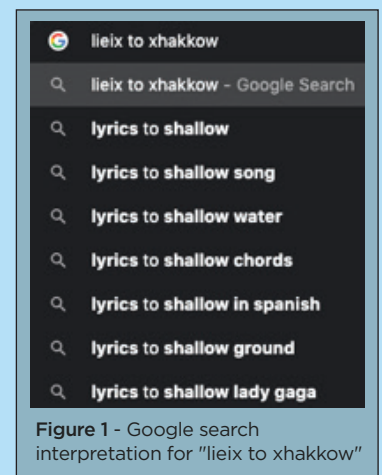 lieix to xhakkow
lieix to xhakkow - Google Search
lyrics to shallow
lyrics to shallow song
lyrics to shallow water
lyrics to shallow chords
lyrics to shallow in spanish
lyrics to shallow ground
lyrics to shallow lady gaga
Figure 1 - Google search
interpretation for "lieix to xhakkow"